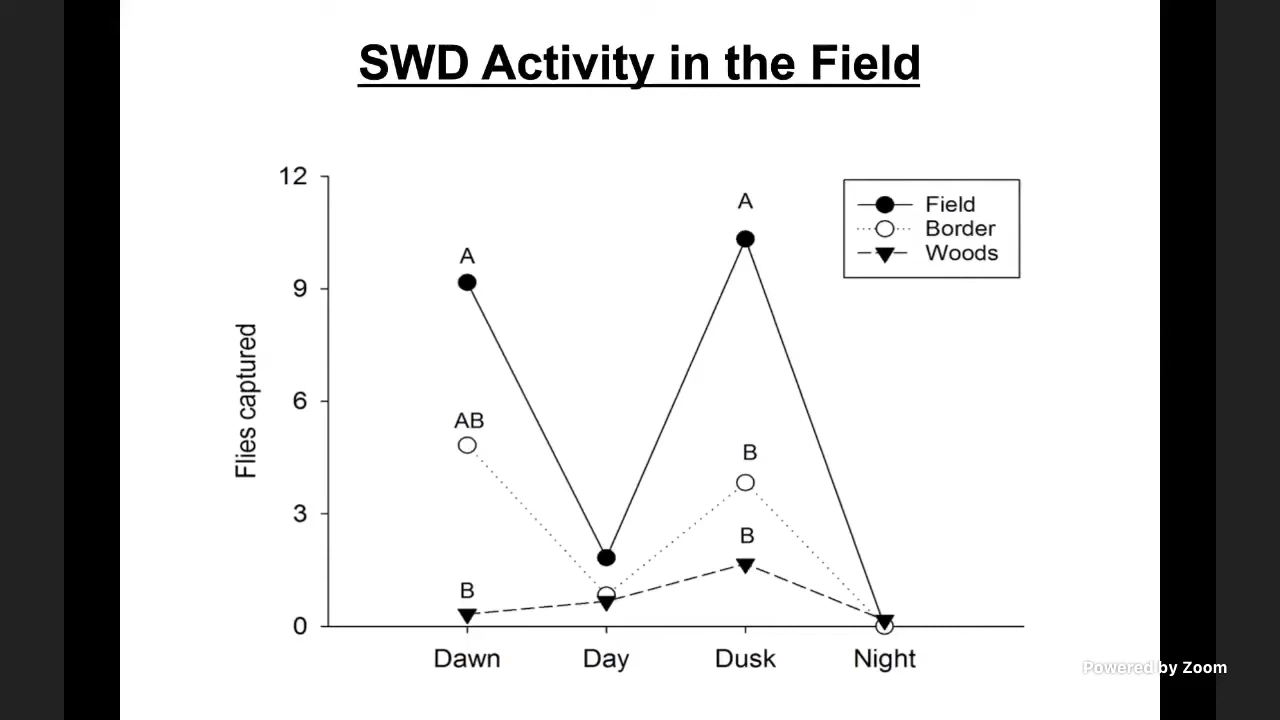 SWD Activity in the Field
12
9
6
3
0
Flies captured
A
AB
B
A
B
B
Field
Border
Woods
Dawn Day Dusk Night
Powered by Zoom